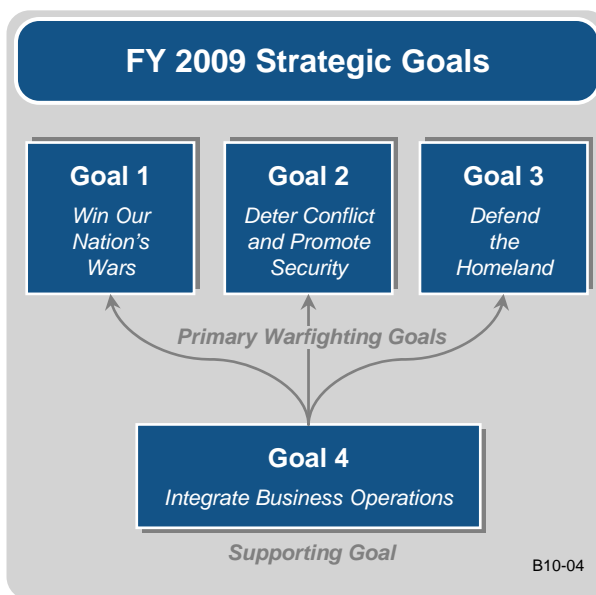 FY 2009 Strategic Goals
Goal 1
Win Our
Nation's
Wars
Goal 2
Deter Conflict
and Promote
Security
Goal 3
Defend
the
Homeland
Primary Warfighting Goals
Goal 4
Integrate Business Operations
Supporting Goal
B10-04